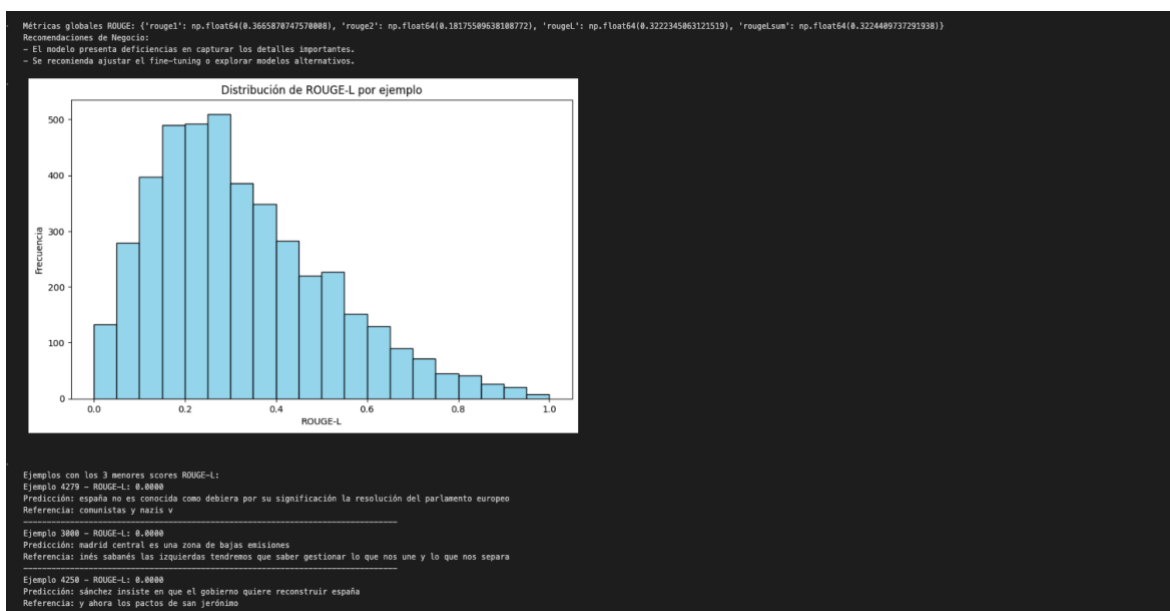 Métricas globales ROUGE: {'rouge1': np.float64(0.3665870747570008), 'rouge2': np.float64(0.18175509638108772), 'rougeL': np.float64(0.3222345063121519), 'rougeLsum': np.float64(0.3224409737291938)}
Recomendaciones de Negocio:
– El modelo presenta deficiencias en capturar los detalles importantes.
– Se recomienda ajustar el fine-tuning o explorar modelos alternativos.
Distribución de ROUGE-L por ejemplo
500
400
300
200
100
0
Frecuencia
0.0 0.2 0.4 0.6 0.8 1.0
ROUGE-L
Ejemplos con los 3 menores scores ROUGE-L:
Ejemplo 4279 – ROUGE-L: 0.0000
Predicción: españa no es conocida como debiera por su significación la resolución del parlamento europeo
Referencia: comunistas y nazis v
--------------------------------------------------------------------------------
Ejemplo 3000 – ROUGE-L: 0.0000
Predicción: madrid central es una zona de bajas emisiones
Referencia: inés sabanés las izquierdas tendremos que saber gestionar lo que nos une y lo que nos separa
--------------------------------------------------------------------------------
Ejemplo 4250 – ROUGE-L: 0.0000
Predicción: sánchez insiste en que el gobierno quiere reconstruir españa
Referencia: y ahora los pactos de san jerónimo